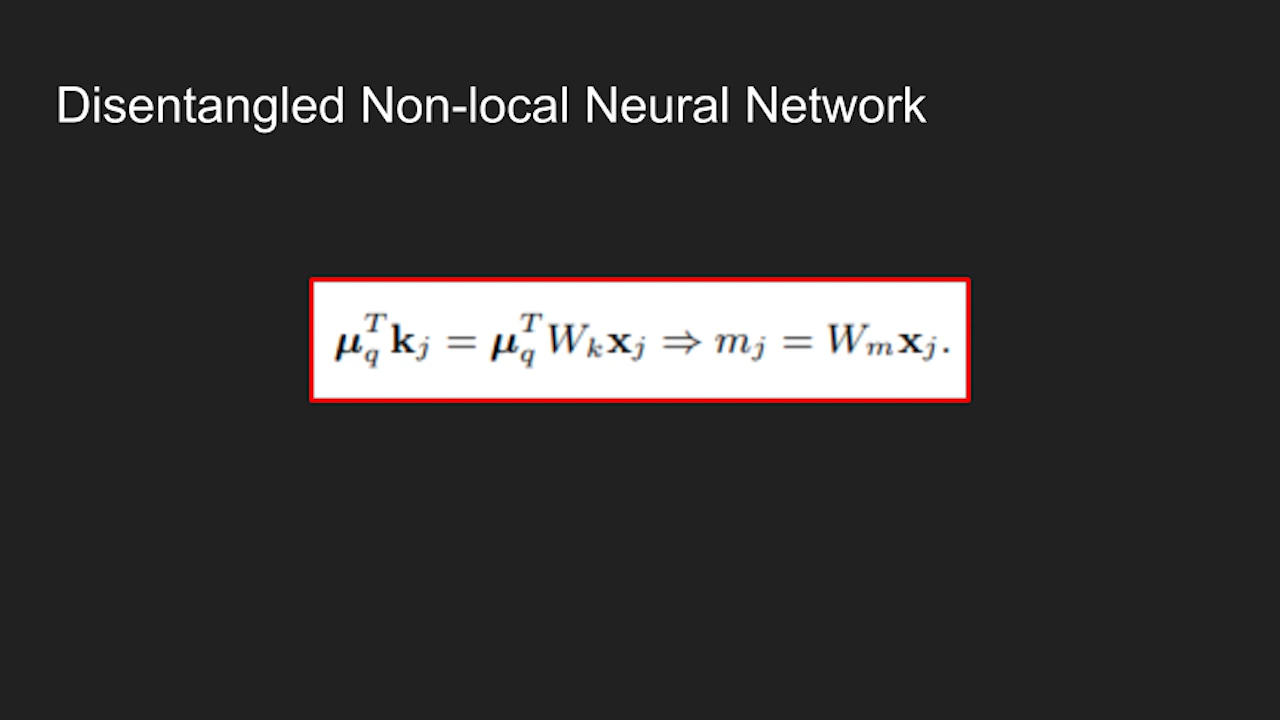 Disentangled Non-local Neural Network
μ_q^T k_j = μ_q^T W_k x_j ⇒ m_j = W_m x_j.